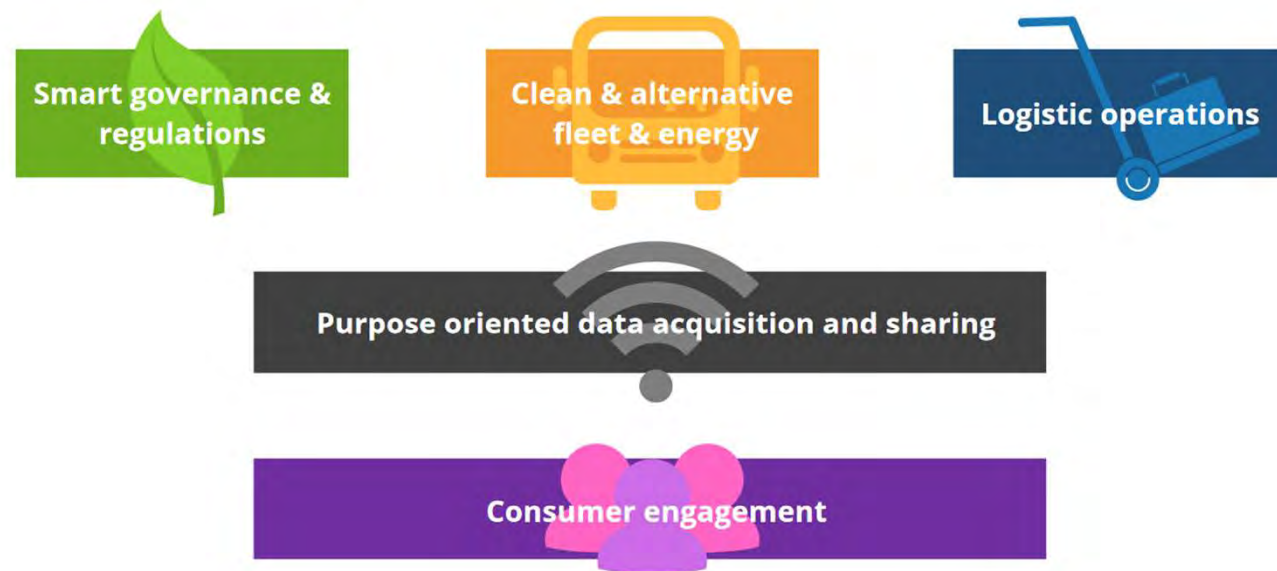 Smart governance &
regulations
Clean & alternative
fleet & energy
Logistic operations
Purpose oriented data acquisition and sharing
Consumer engagement